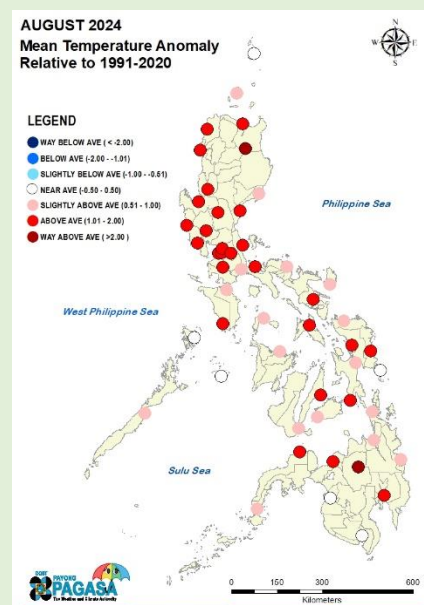 AUGUST 2024
Mean Temperature Anomaly
Relative to 1991-2020
N
W
E
S
LEGEND
WAY BELOW AVE ( < -2.00)
BELOW AVE (-2.00 - -1.01)
SLIGHTLY BELOW AVE (-1.00 - -0.51)
NEAR AVE (-0.50 - 0.50)
SLIGHTLY ABOVE AVE (0.51 - 1.00)
ABOVE AVE (1.01 - 2.00)
WAY ABOVE AVE (>2.00)
Philippine Sea
West Philippine Sea
Sulu Sea
DOST
PAYONG
PAGASA
0 150 300 600
Kilometers